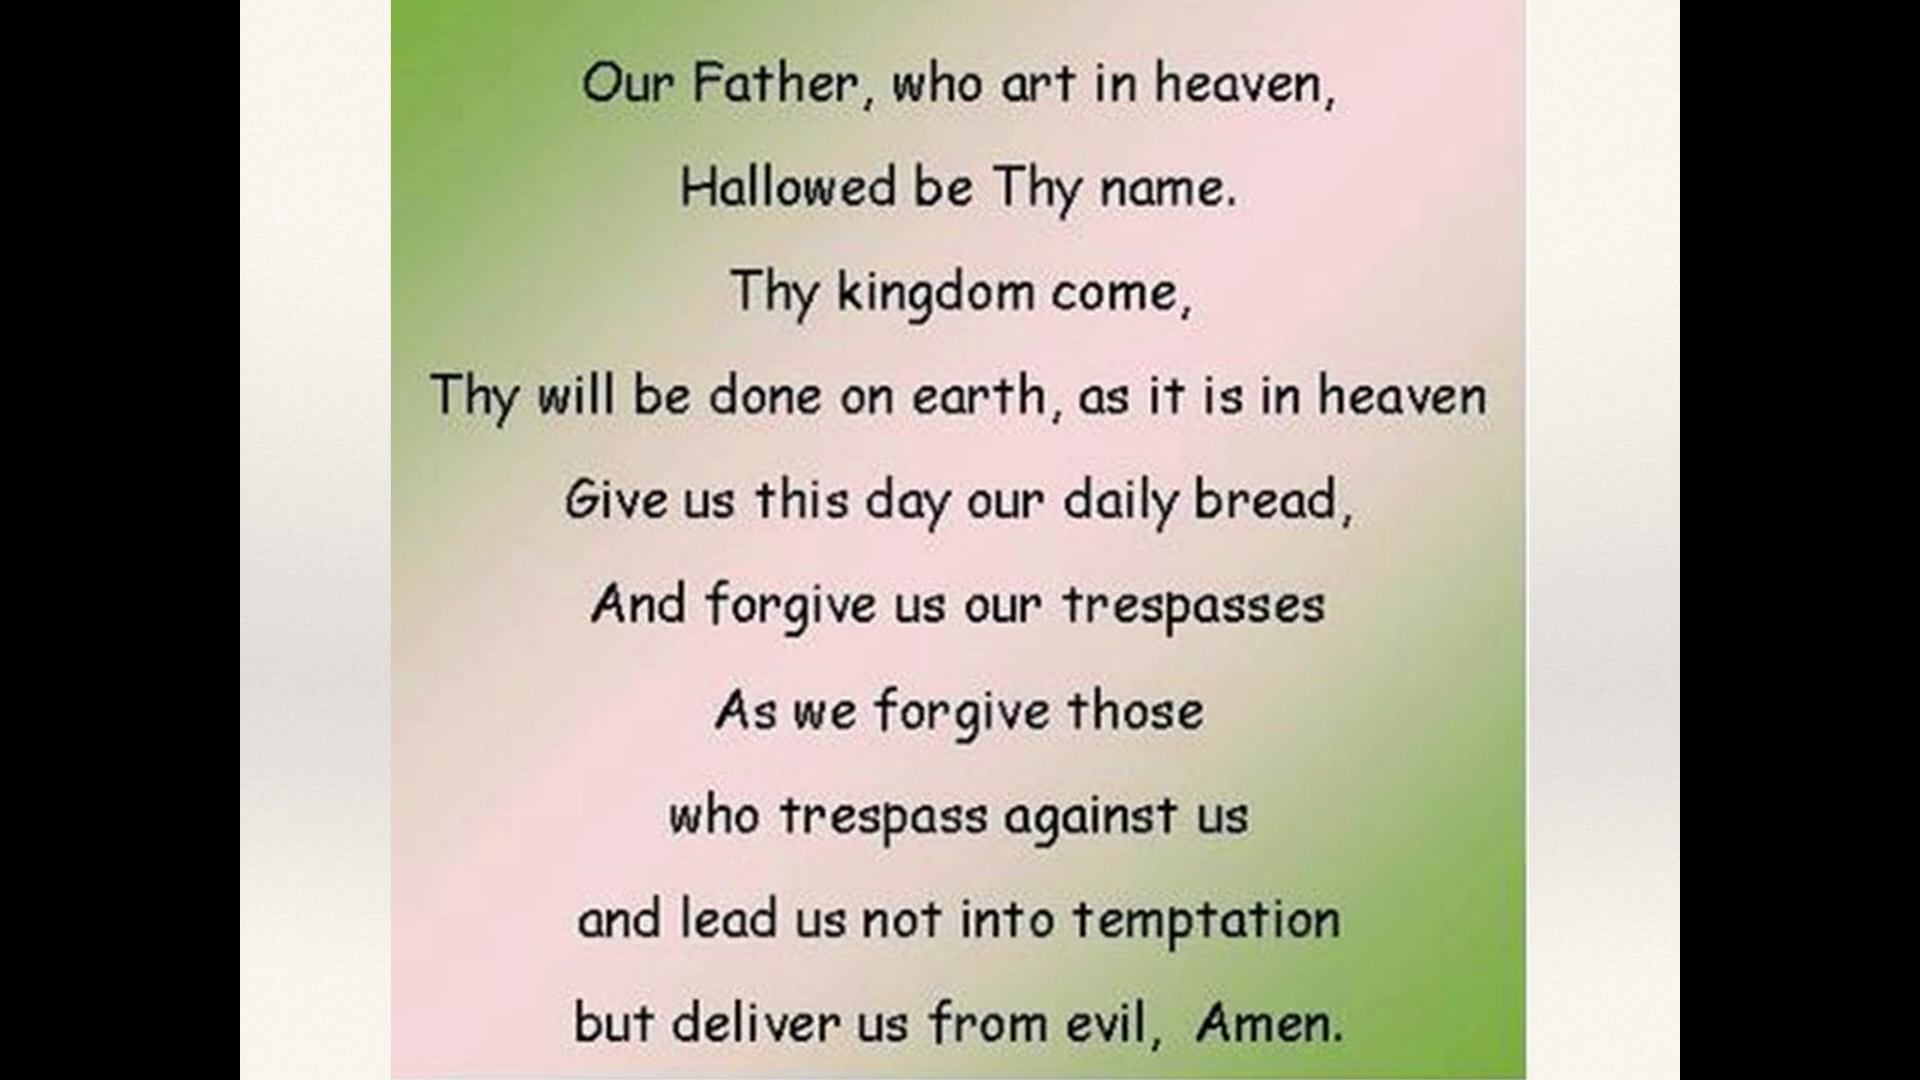 Our Father, who art in heaven,
Hallowed be Thy name.
Thy kingdom come,
Thy will be done on earth, as it is in heaven
Give us this day our daily bread,
And forgive us our trespasses
As we forgive those
who trespass against us
and lead us not into temptation
but deliver us from evil,  Amen.